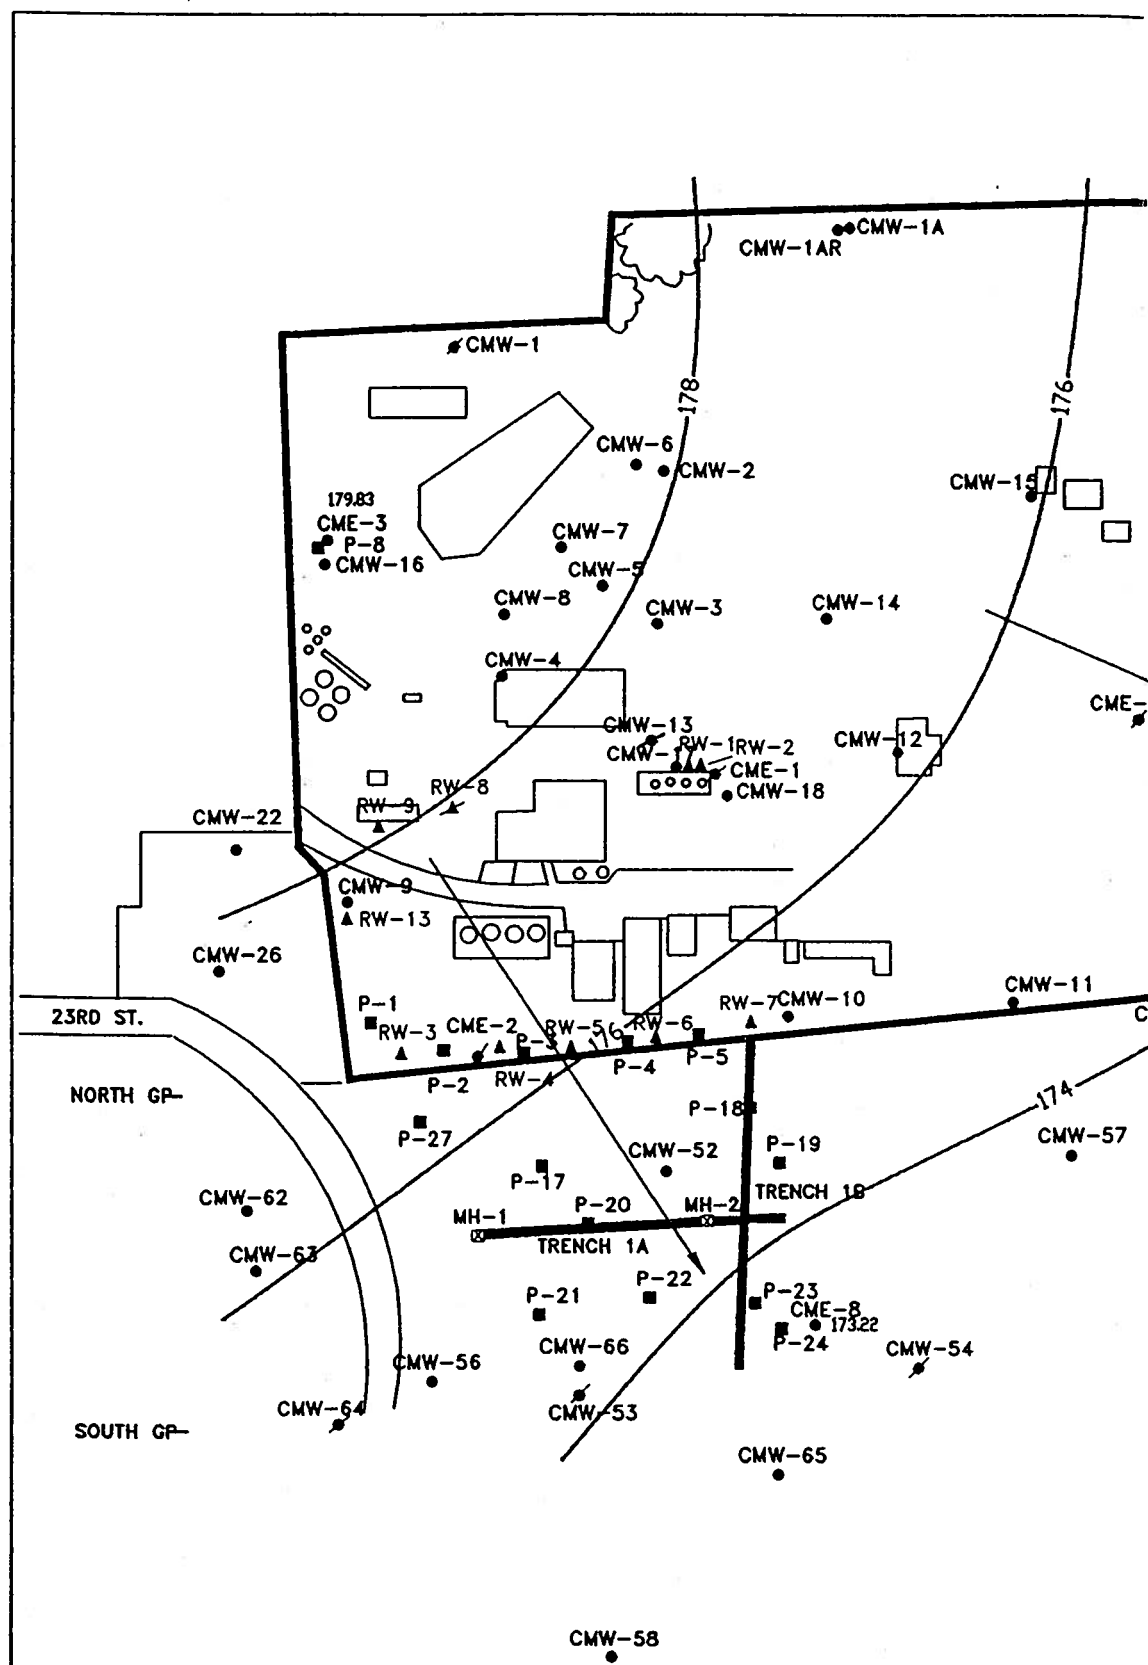 CMW-1A
CMW-1AR
CMW-1
178
176
CMW-6
CMW-2
CMW-15
179.83
CME-3
P-8
CMW-16
CMW-7
CMW-5
CMW-8
CMW-3
CMW-14
CMW-4
CME-
CMW-13
RW-1
CMW-17
RW-2
CMW-12
CME-1
CMW-18
RW-8
RW-9
CMW-22
CMW-9
RW-13
CMW-26
23RD ST.
P-1
RW-3
CME-2
RW-5
176
RW-6
RW-7
CMW-10
CMW-11
C
P-3
P-4
P-5
P-2
RW-4
NORTH GP-
174
P-18
P-27
CMW-57
CMW-52
P-19
P-17
TRENCH 1B
CMW-62
MH-1
P-20
MH-2
TRENCH 1A
CMW-63
P-22
P-21
P-23
CME-8
173.22
P-24
CMW-66
CMW-54
CMW-56
CMW-64
CMW-53
SOUTH GP-
CMW-65
CMW-58